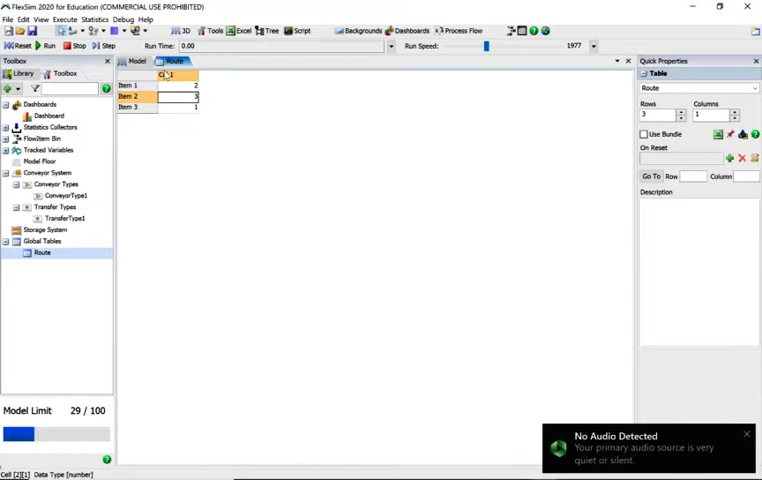 FlexSim 2020 for Education (COMMERCIAL USE PROHIBITED)
File Edit View Execute Statistics Debug Help
3D Tools Excel Tree Script Backgrounds Dashboards Process Flow
Reset Run Stop Step Run Time: 0.00 Run Speed: 1977
Toolbox
Library Toolbox
Dashboards
Dashboard
Statistics Collectors
FlowItem Bin
Tracked Variables
Model Floor
Conveyor System
Conveyor Types
ConveyorType1
Transfer Types
TransferType1
Storage System
Global Tables
Route
Model Limit 29 / 100
Model Route
Item 1 2
Item 2 3
Item 3 1
Quick Properties
Table
Route
Rows Columns
3 1
Use Bundle
On Reset
Go To Row Column
Description
No Audio Detected
Your primary audio source is very
quiet or silent.
Cell [2][1] Data Type [number]